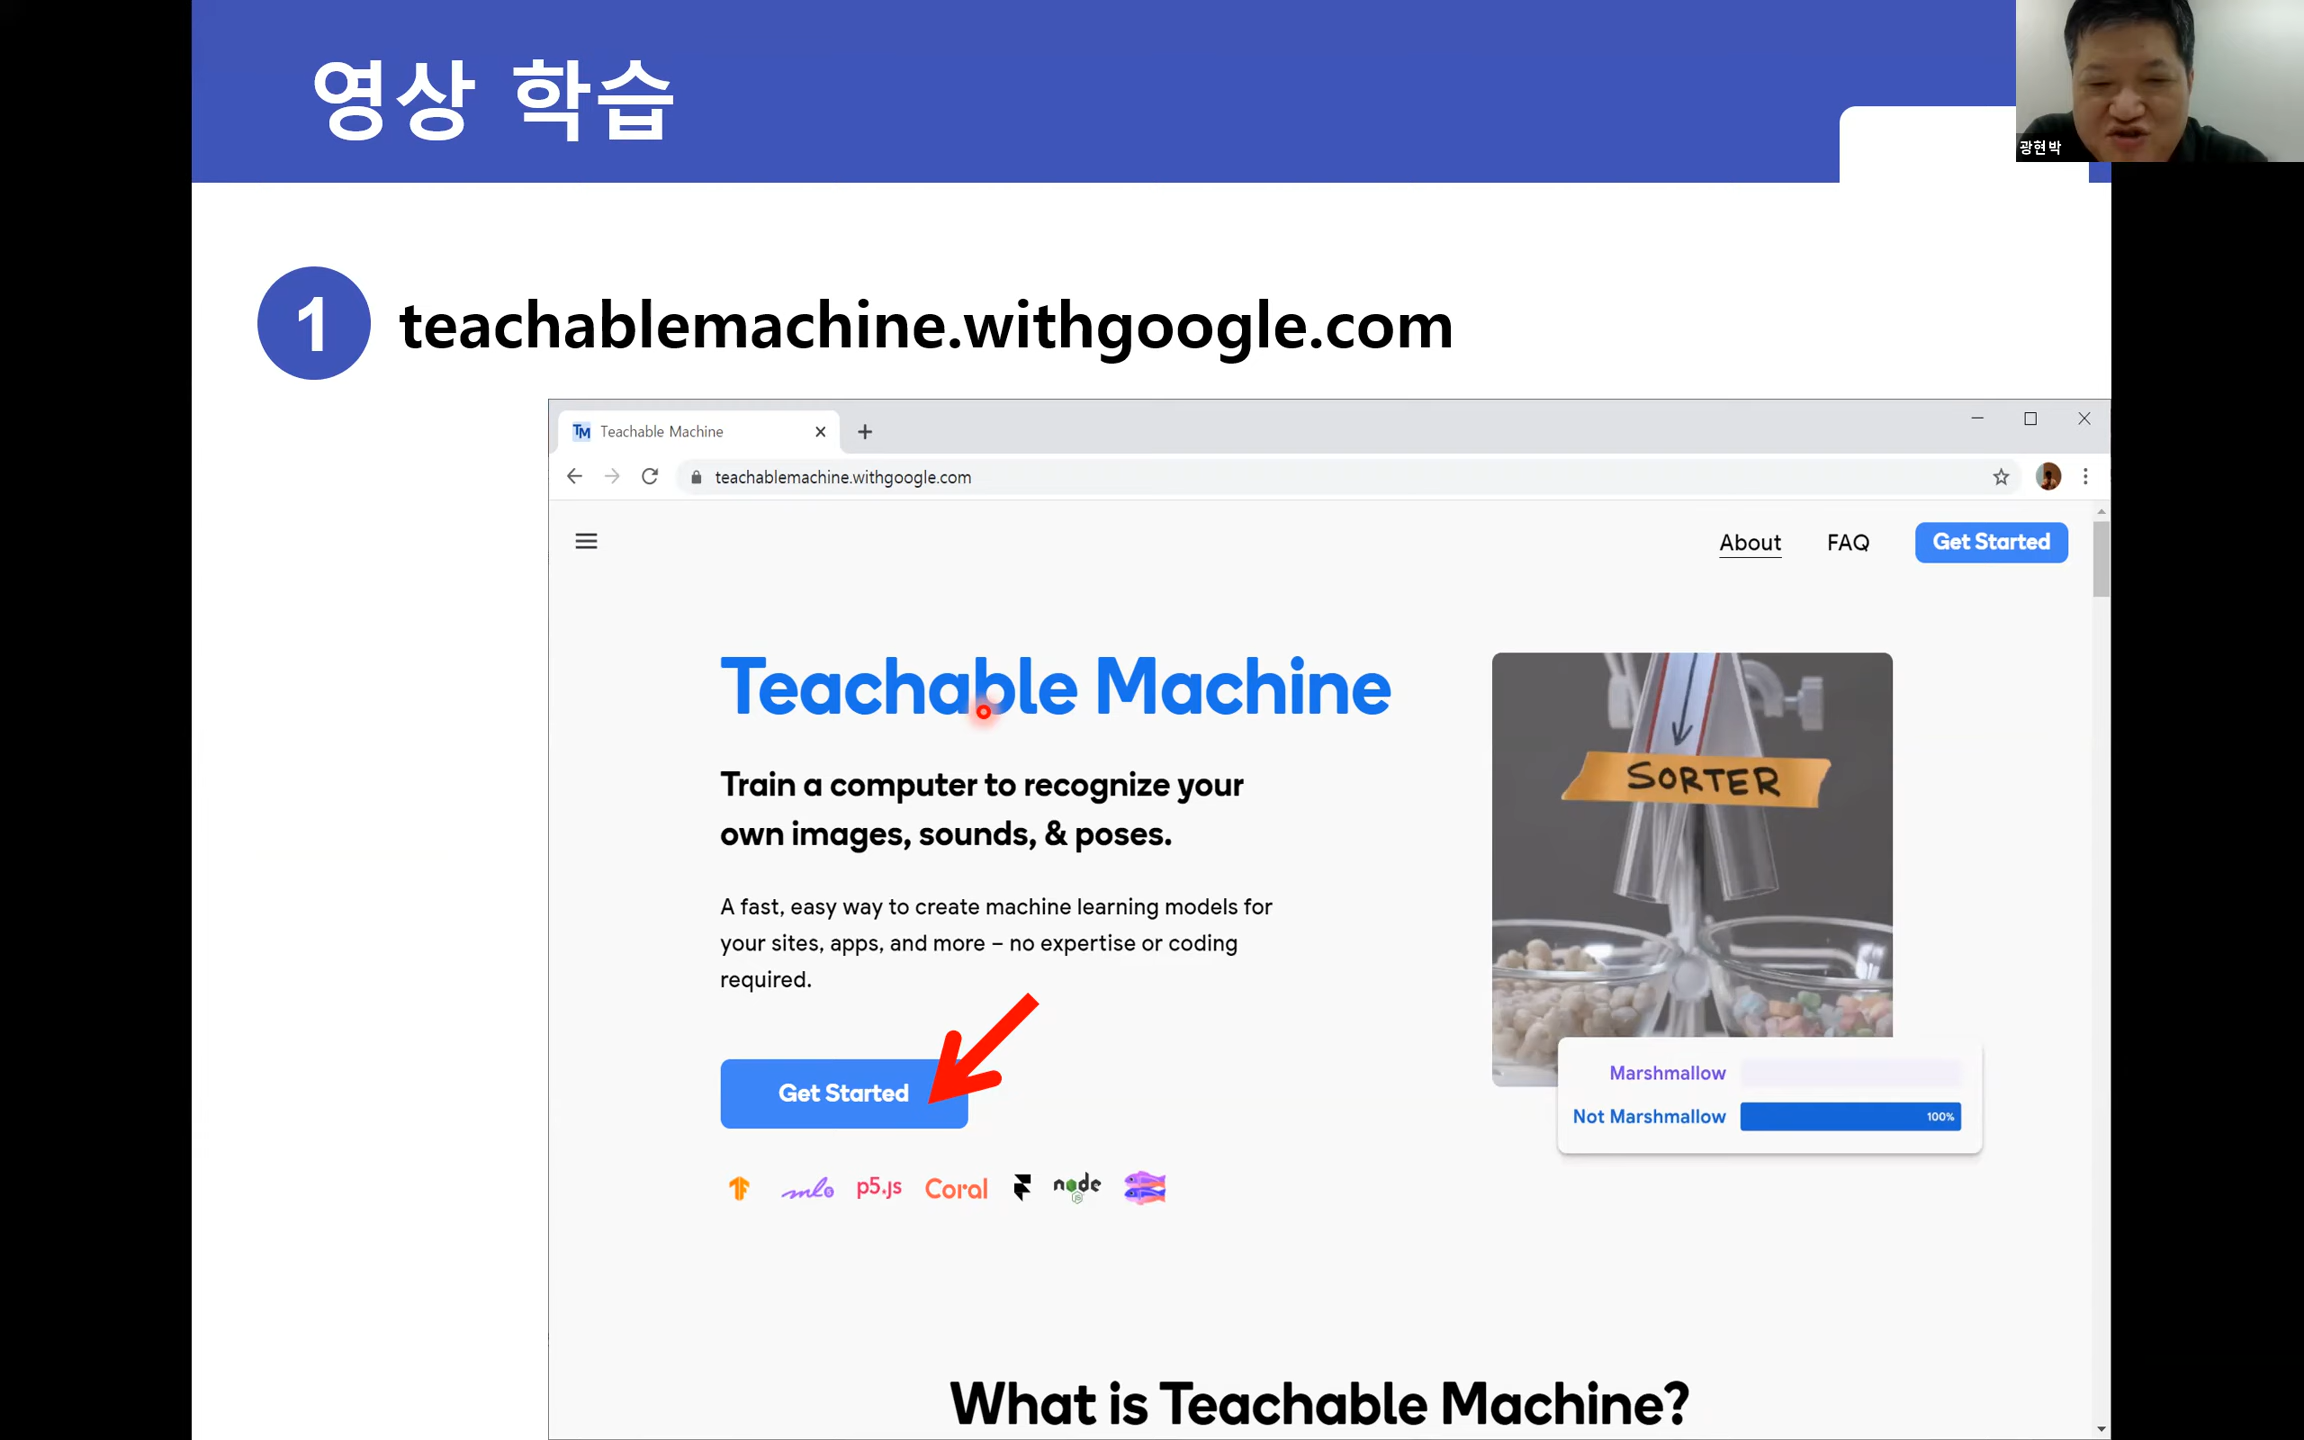 영상 학습
광현 박
1 teachablemachine.withgoogle.com
TM Teachable Machine
teachablemachine.withgoogle.com
About FAQ Get Started
Teachable Machine
Train a computer to recognize your
own images, sounds, & poses.
A fast, easy way to create machine learning models for
your sites, apps, and more – no expertise or coding
required.
Get Started
SORTER
Marshmallow
Not Marshmallow 100%
ml5 p5.js Coral node JS
What is Teachable Machine?